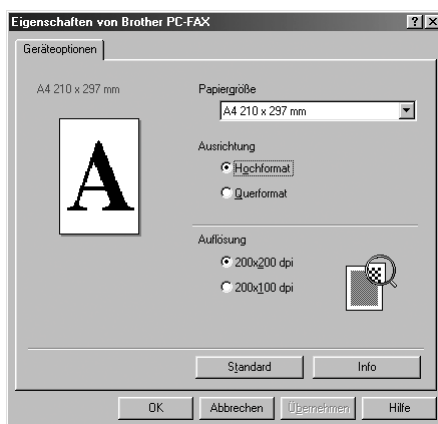 Eigenschaften von Brother PC-FAX
Geräteoptionen
A4 210 x 297 mm
A
Papiergröße
A4 210 x 297 mm
Ausrichtung
Hochformat
Querformat
Auflösung
200x200 dpi
200x100 dpi
Standard
Info
OK
Abbrechen
Übernehmen
Hilfe